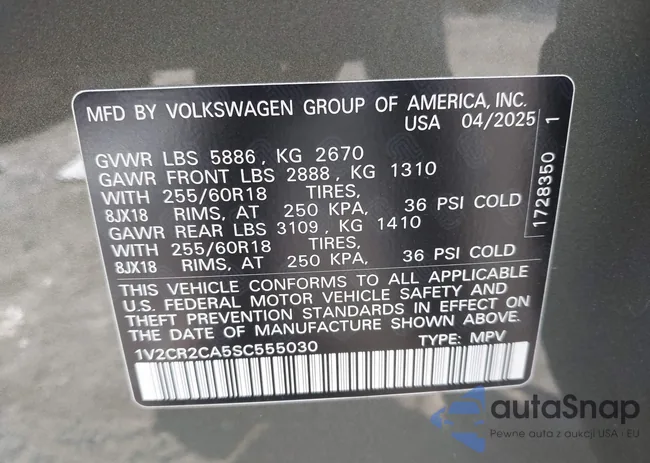 MFD BY VOLKSWAGEN GROUP OF AMERICA, INC.
USA 04/2025
GVWR LBS 5886, KG 2670
GAWR FRONT LBS 2888, KG 1310
WITH 255/60R18 TIRES,
8JX18 RIMS, AT 250 KPA, 36 PSI COLD
GAWR REAR LBS 3109, KG 1410
WITH 255/60R18 TIRES,
8JX18 RIMS, AT 250 KPA, 36 PSI COLD
THIS VEHICLE CONFORMS TO ALL APPLICABLE
U.S. FEDERAL MOTOR VEHICLE SAFETY AND
THEFT PREVENTION STANDARDS IN EFFECT ON
THE DATE OF MANUFACTURE SHOWN ABOVE.
1V2CR2CA5SC555030 TYPE: MPV
1728350 1
autoSnap
Pewne auta z aukcji USA · EU